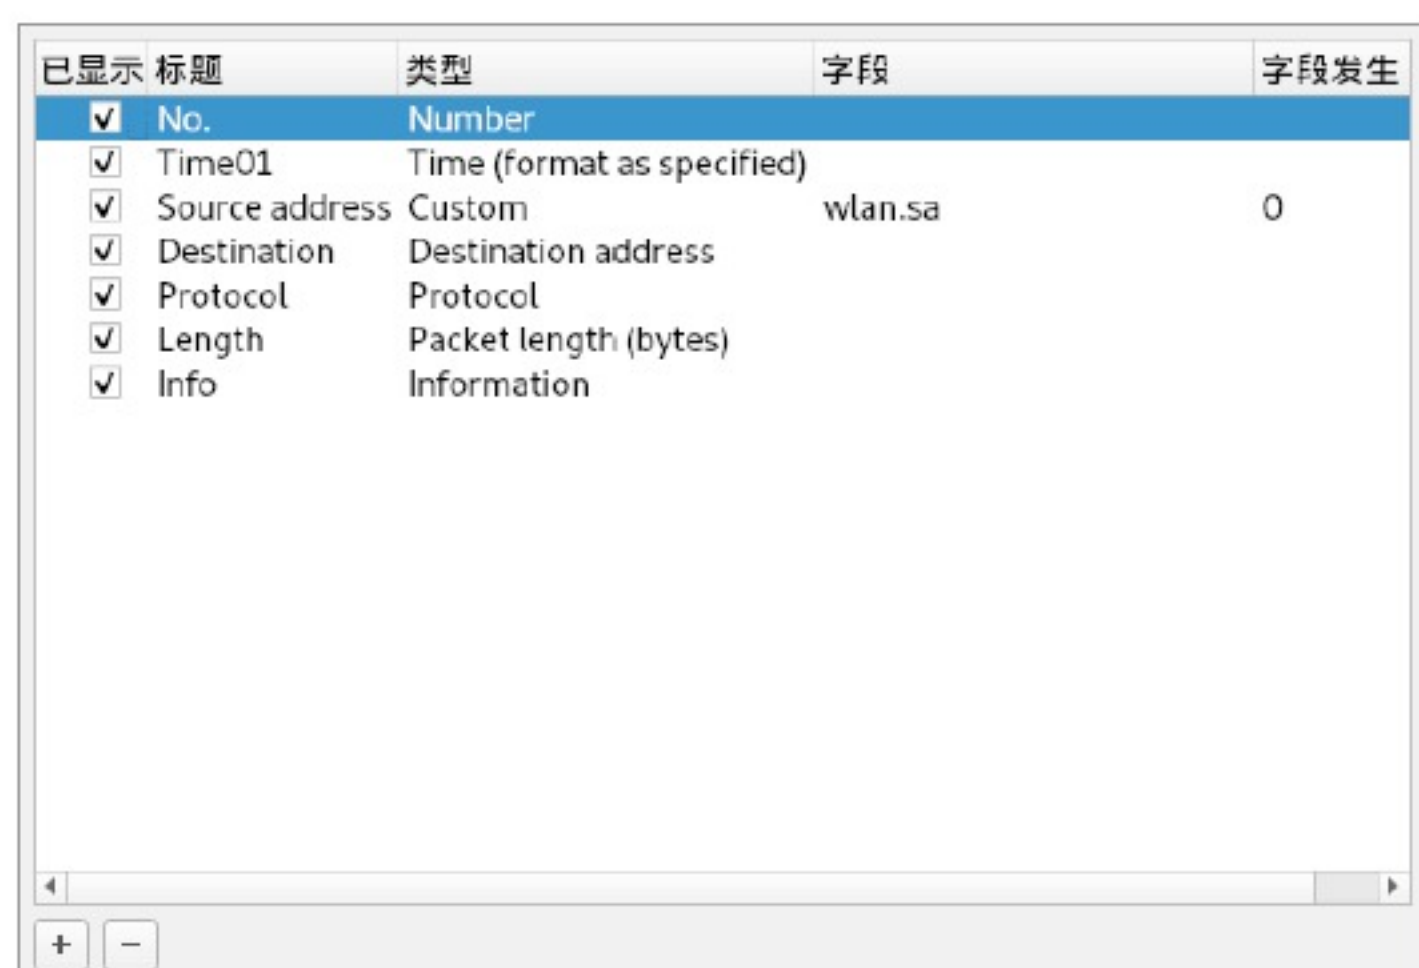 已显示 标题 类型 字段 字段发生
No. Number
Time01 Time (format as specified)
Source address Custom wlan.sa 0
Destination Destination address
Protocol Protocol
Length Packet length (bytes)
Info Information
+ −